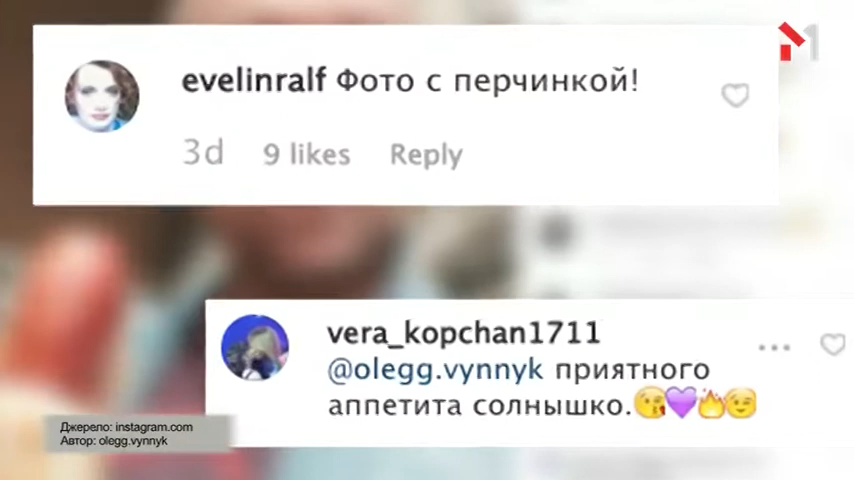 M1
evelinralf Фото с перчинкой!
3d 9 likes Reply
vera_kopchan1711
@olegg.vynnyk приятного
аппетита солнышко.😘💜🔥😉
Джерело: instagram.com
Автор: olegg.vynnyk